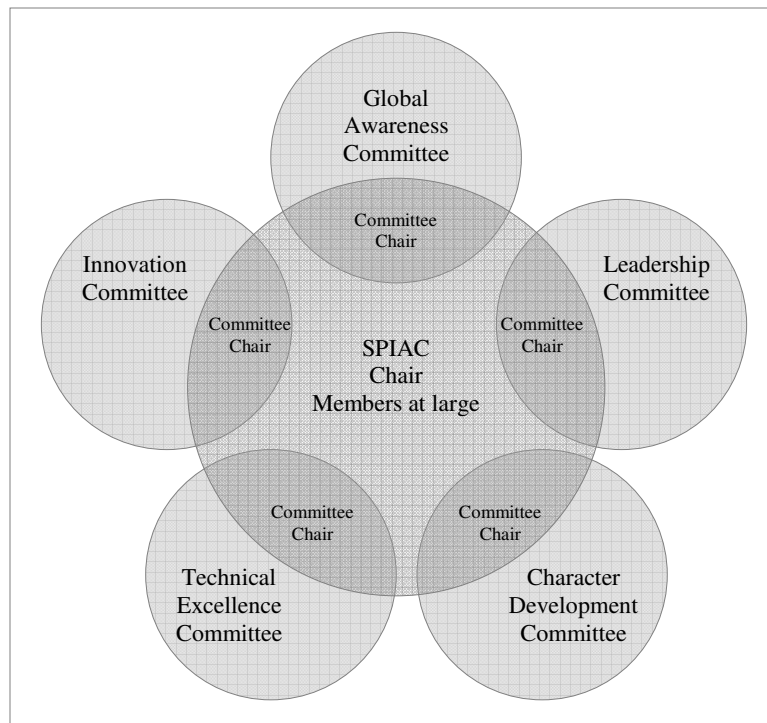 Global
Awareness
Committee
Committee
Chair
Innovation
Committee
Leadership
Committee
Committee
Chair
Committee
Chair
SPIAC
Chair
Members at large
Committee
Chair
Committee
Chair
Technical
Excellence
Committee
Character
Development
Committee